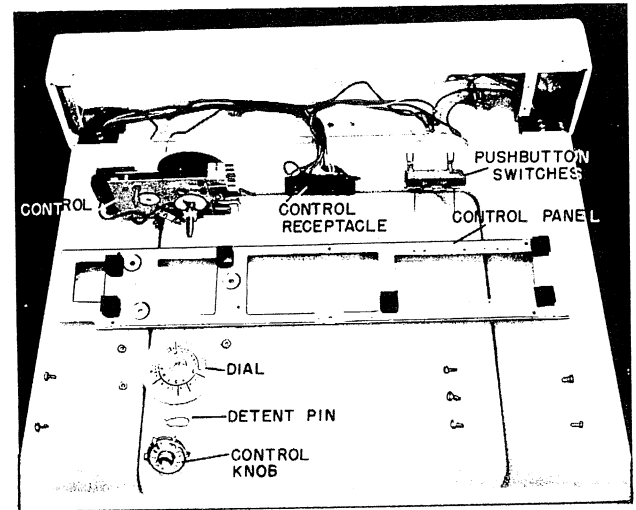 PUSHBUTTON
SWITCHES
CONTROL
CONTROL
RECEPTACLE
CONTROL PANEL
DIAL
DETENT PIN
CONTROL
KNOB